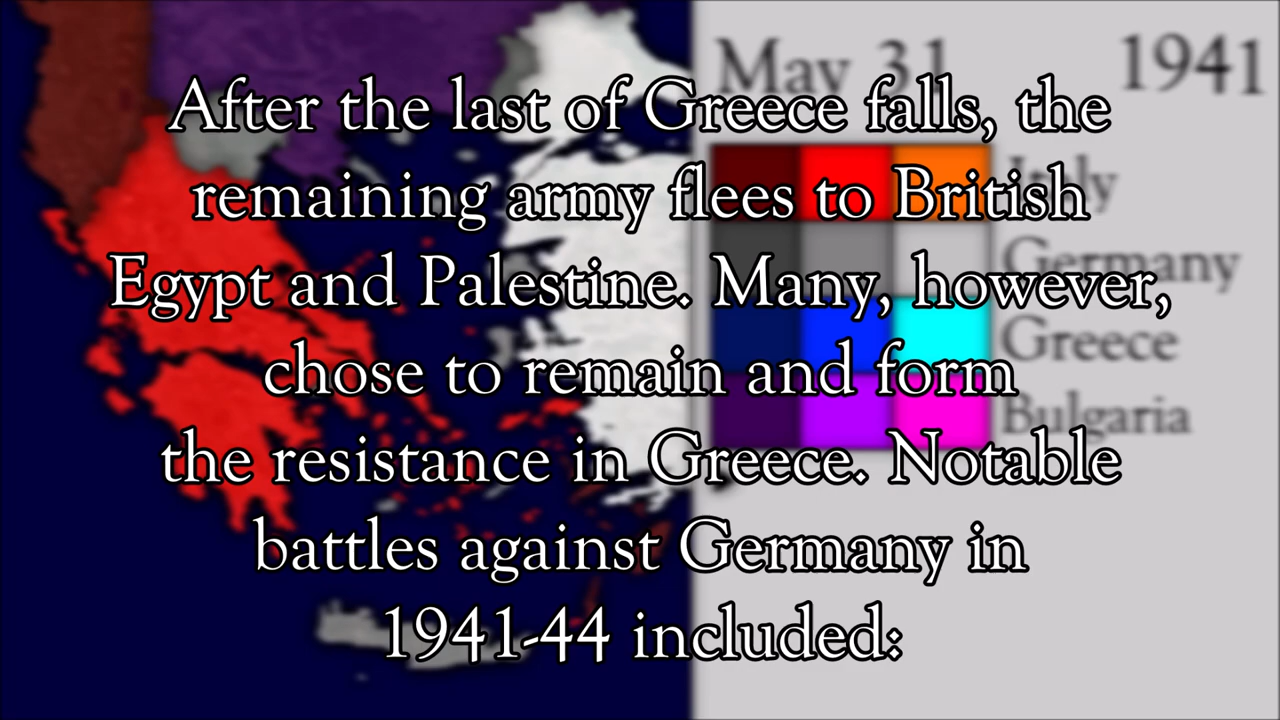 May 31 1941
After the last of Greece falls, the
remaining army flees to British
Egypt and Palestine. Many, however,
chose to remain and form
the resistance in Greece. Notable
battles against Germany in
1941-44 included:
Italy
Germany
Greece
Bulgaria